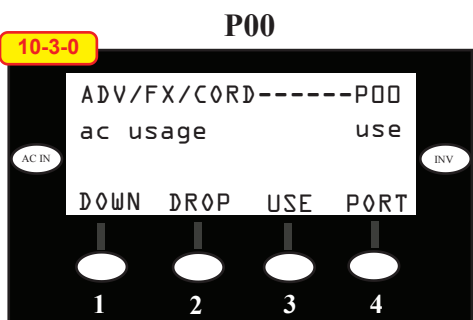 P00
10-3-0
ADV/FX/CORD------P00
ac usage use
AC IN
INV
DOWN DROP USE PORT
1 2 3 4